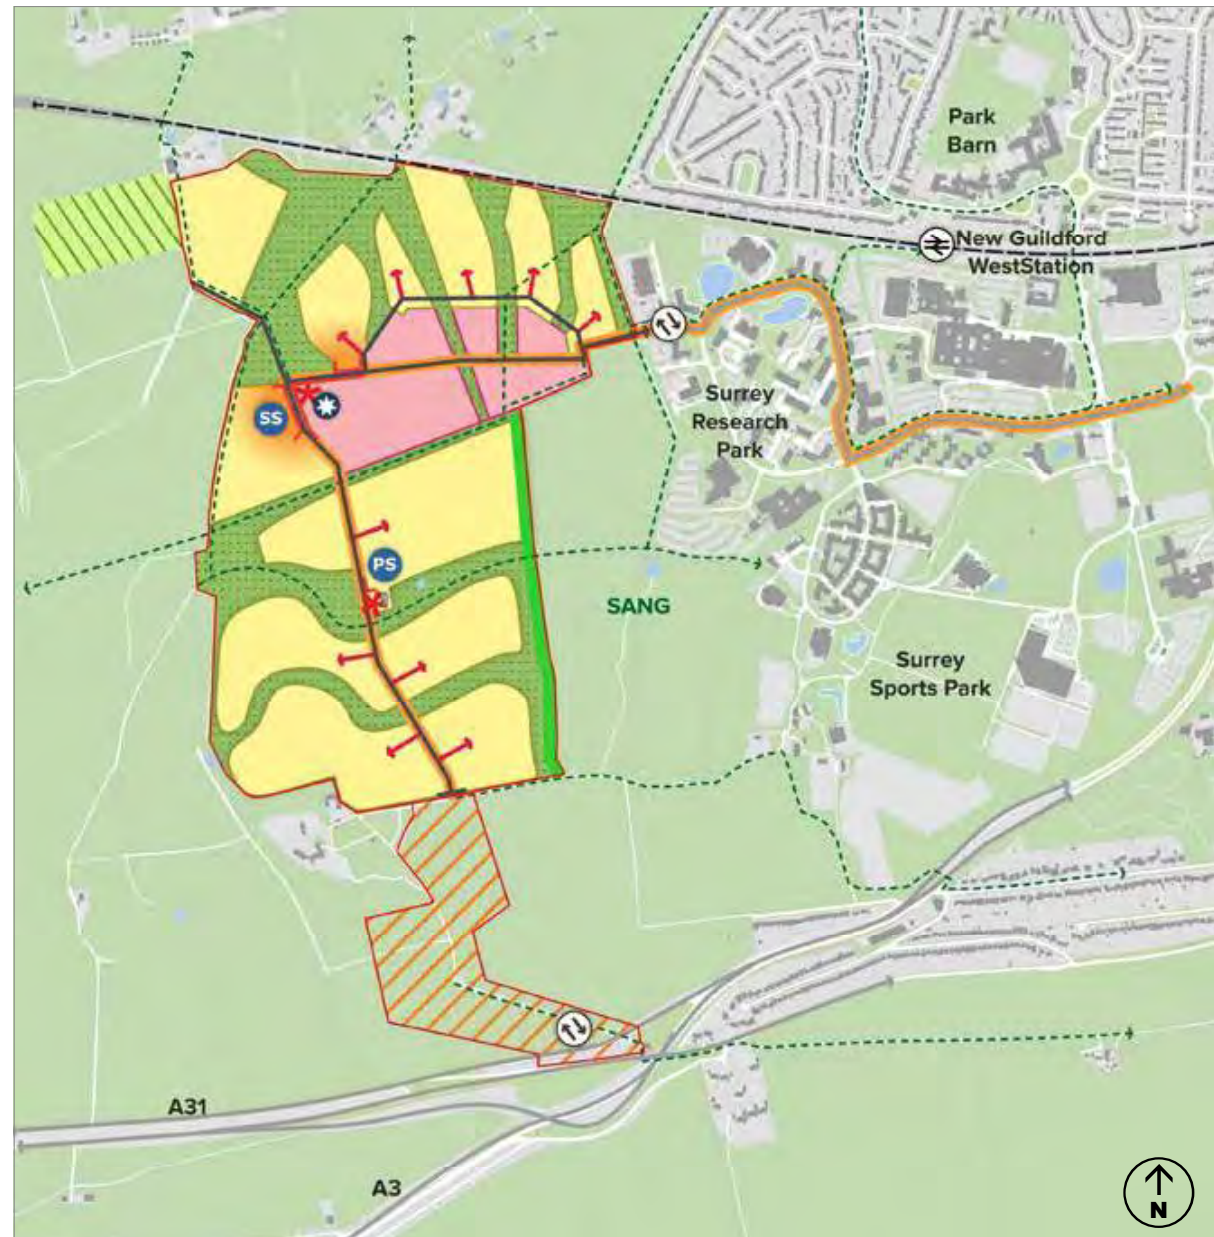 Park
Barn
New Guildford
WestStation
SS
Surrey
Research
Park
PS
SANG
Surrey
Sports Park
A31
A3
N